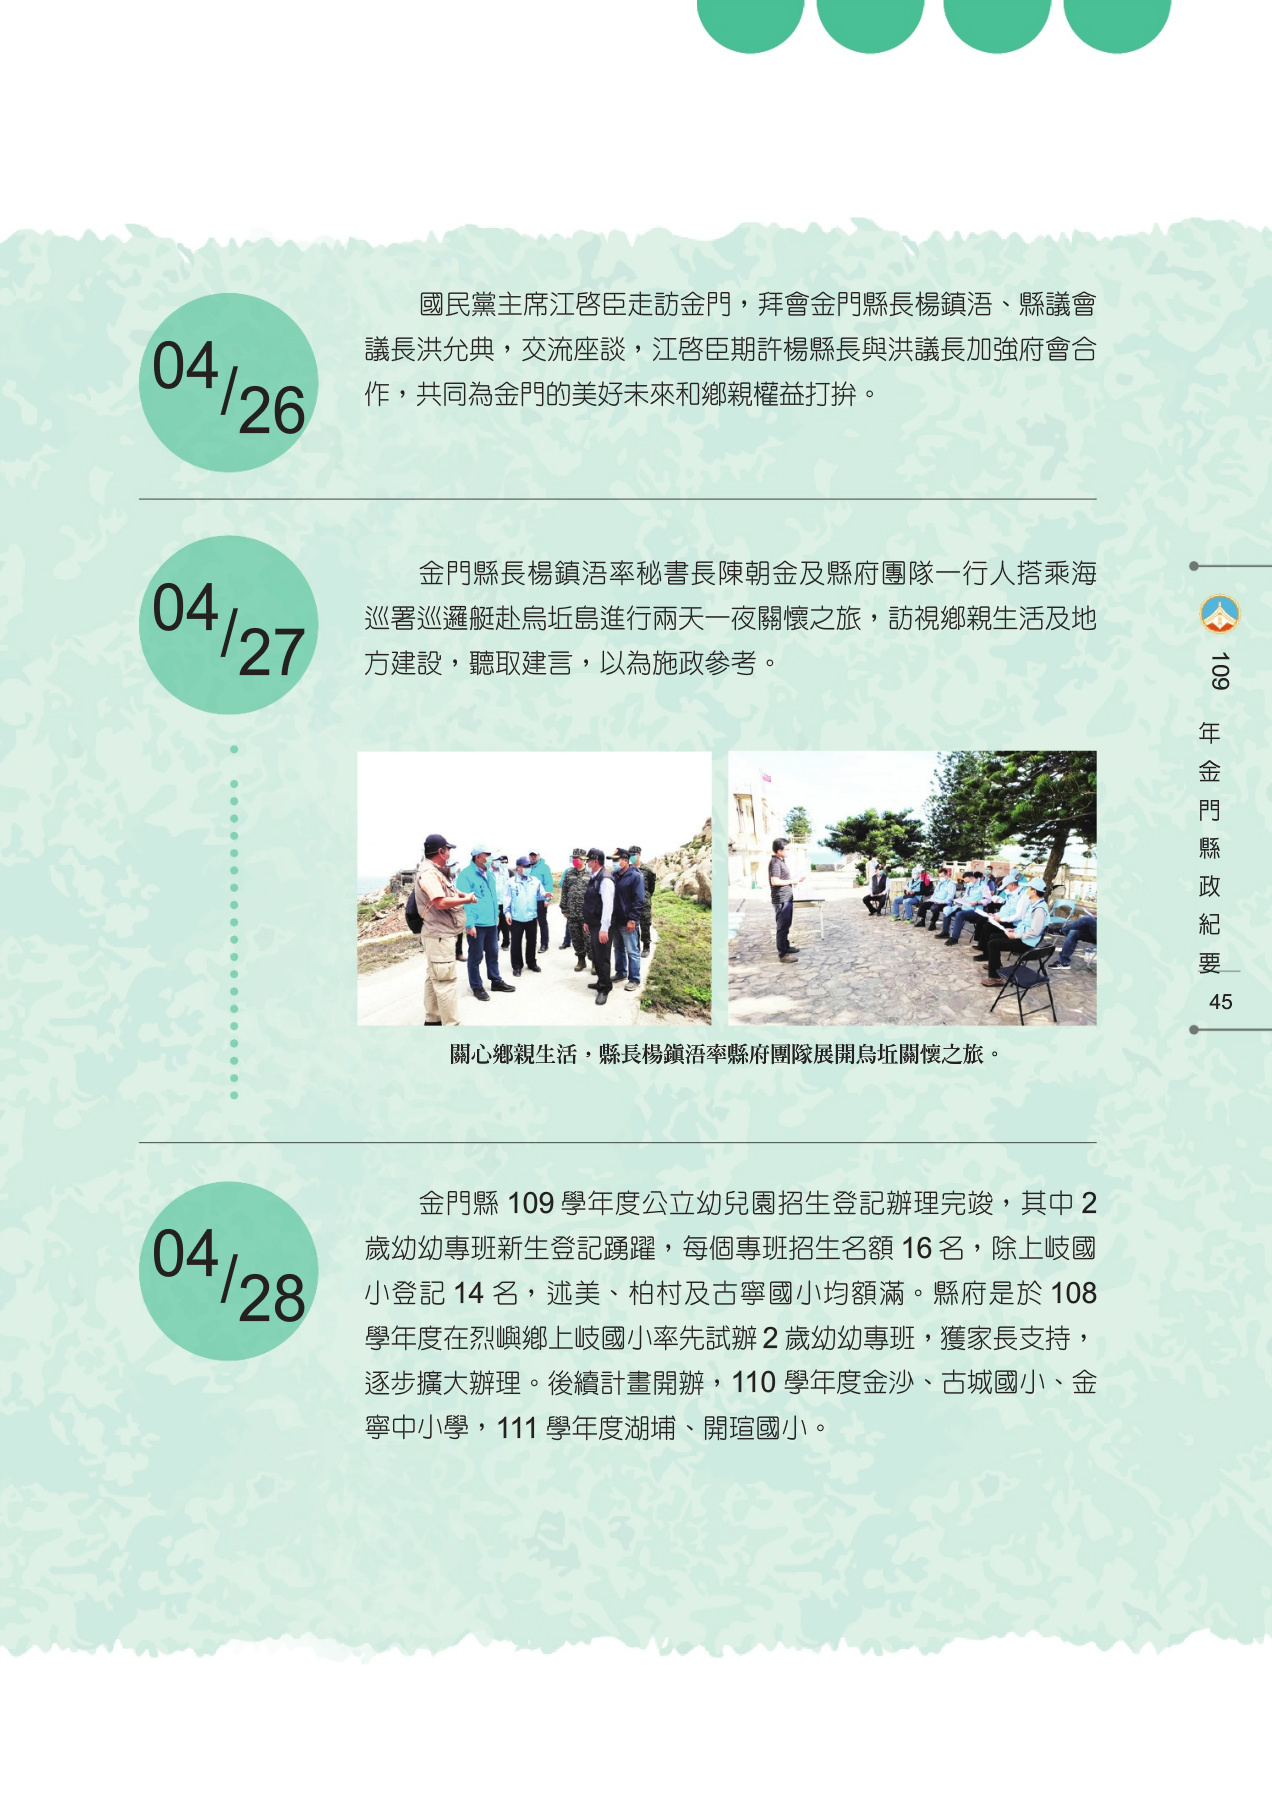 04/26
國民黨主席江啓臣走訪金門，拜會金門縣長楊鎮浯、縣議會
議長洪允典，交流座談，江啓臣期許楊縣長與洪議長加強府會合
作，共同為金門的美好未來和鄉親權益打拚。
04/27
金門縣長楊鎮浯率秘書長陳朝金及縣府團隊一行人搭乘海
巡署巡邏艇赴烏坵島進行兩天一夜關懷之旅，訪視鄉親生活及地
方建設，聽取建言，以為施政參考。
關心鄉親生活，縣長楊鎮浯率縣府團隊展開烏坵關懷之旅。
04/28
金門縣 109 學年度公立幼兒園招生登記辦理完竣，其中 2
歲幼幼專班新生登記踴躍，每個專班招生名額 16 名，除上岐國
小登記 14 名，述美、柏村及古寧國小均額滿。縣府是於 108
學年度在烈嶼鄉上岐國小率先試辦 2 歲幼幼專班，獲家長支持，
逐步擴大辦理。後續計畫開辦，110 學年度金沙、古城國小、金
寧中小學，111 學年度湖埔、開瑄國小。
109 年金門縣政紀要
45